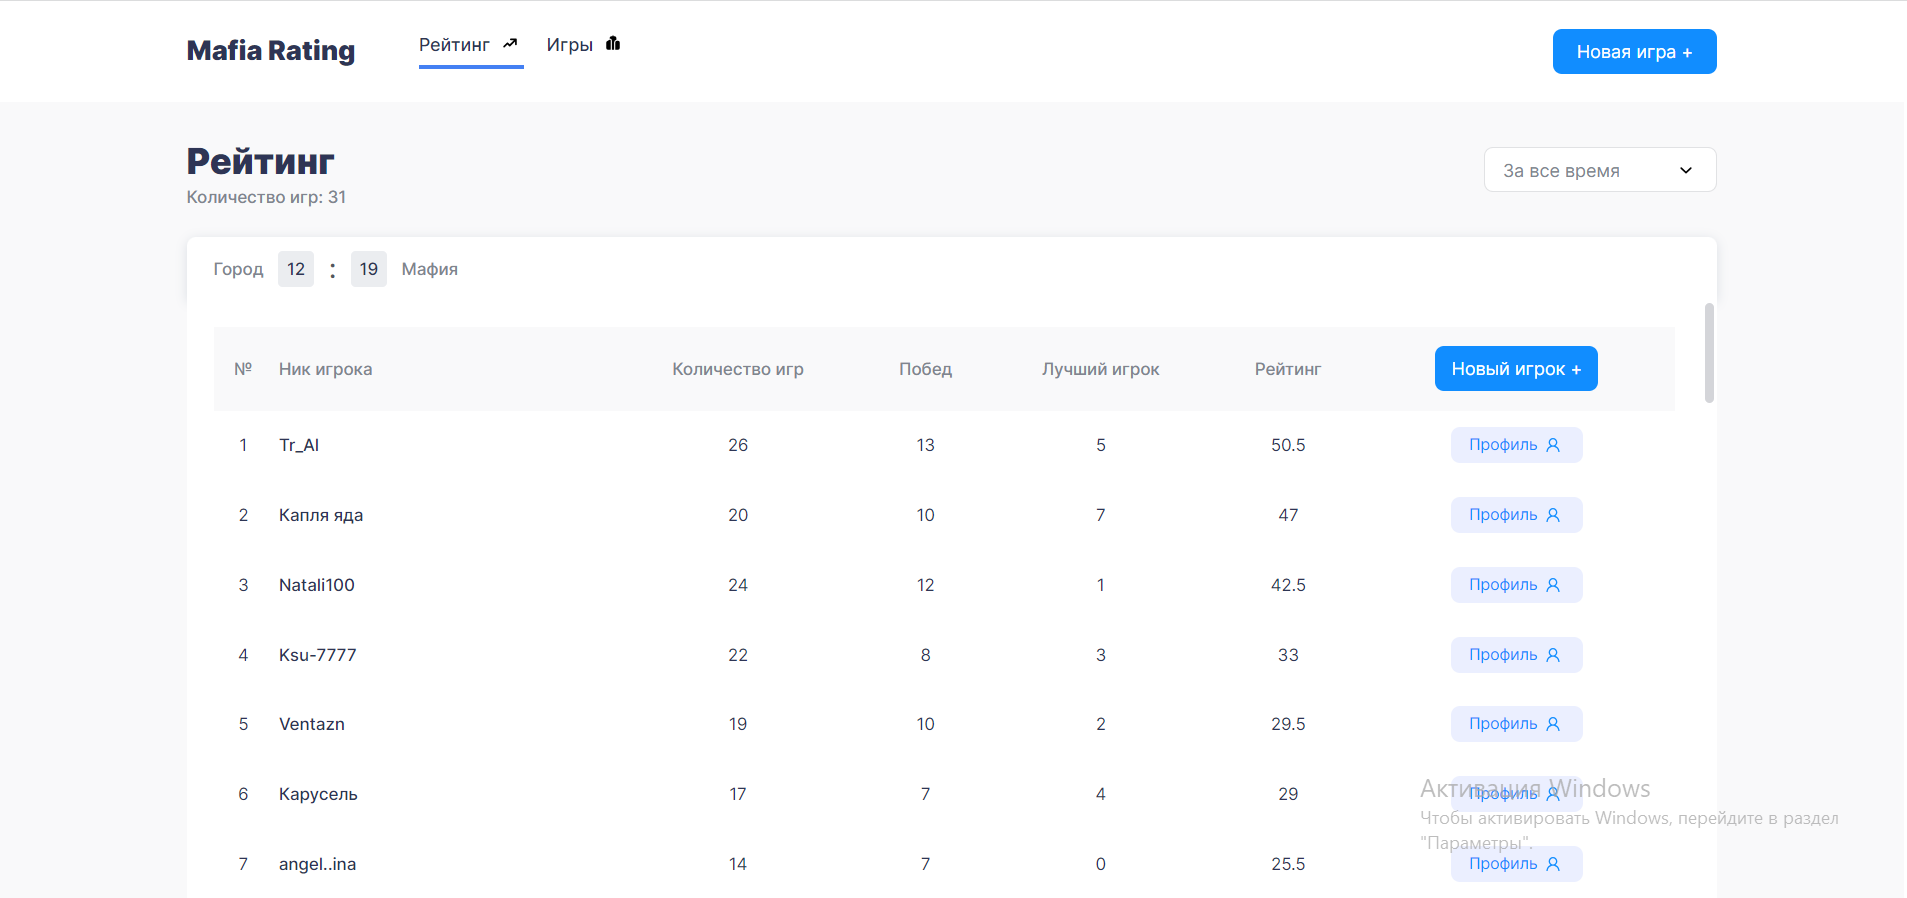 Mafia Rating Рейтинг Игры Новая игра +
Рейтинг
Количество игр: 31
За все время
Город 12 : 19 Мафия
№ Ник игрока Количество игр Побед Лучший игрок Рейтинг Новый игрок +
1 Tr_Al 26 13 5 50.5 Профиль
2 Капля яда 20 10 7 47 Профиль
3 Natali100 24 12 1 42.5 Профиль
4 Ksu-7777 22 8 3 33 Профиль
5 Ventazn 19 10 2 29.5 Профиль
6 Карусель 17 7 4 29 Профиль
Активация Windows
Чтобы активировать Windows, перейдите в раздел
"Параметры".
7 angel..ina 14 7 0 25.5 Профиль